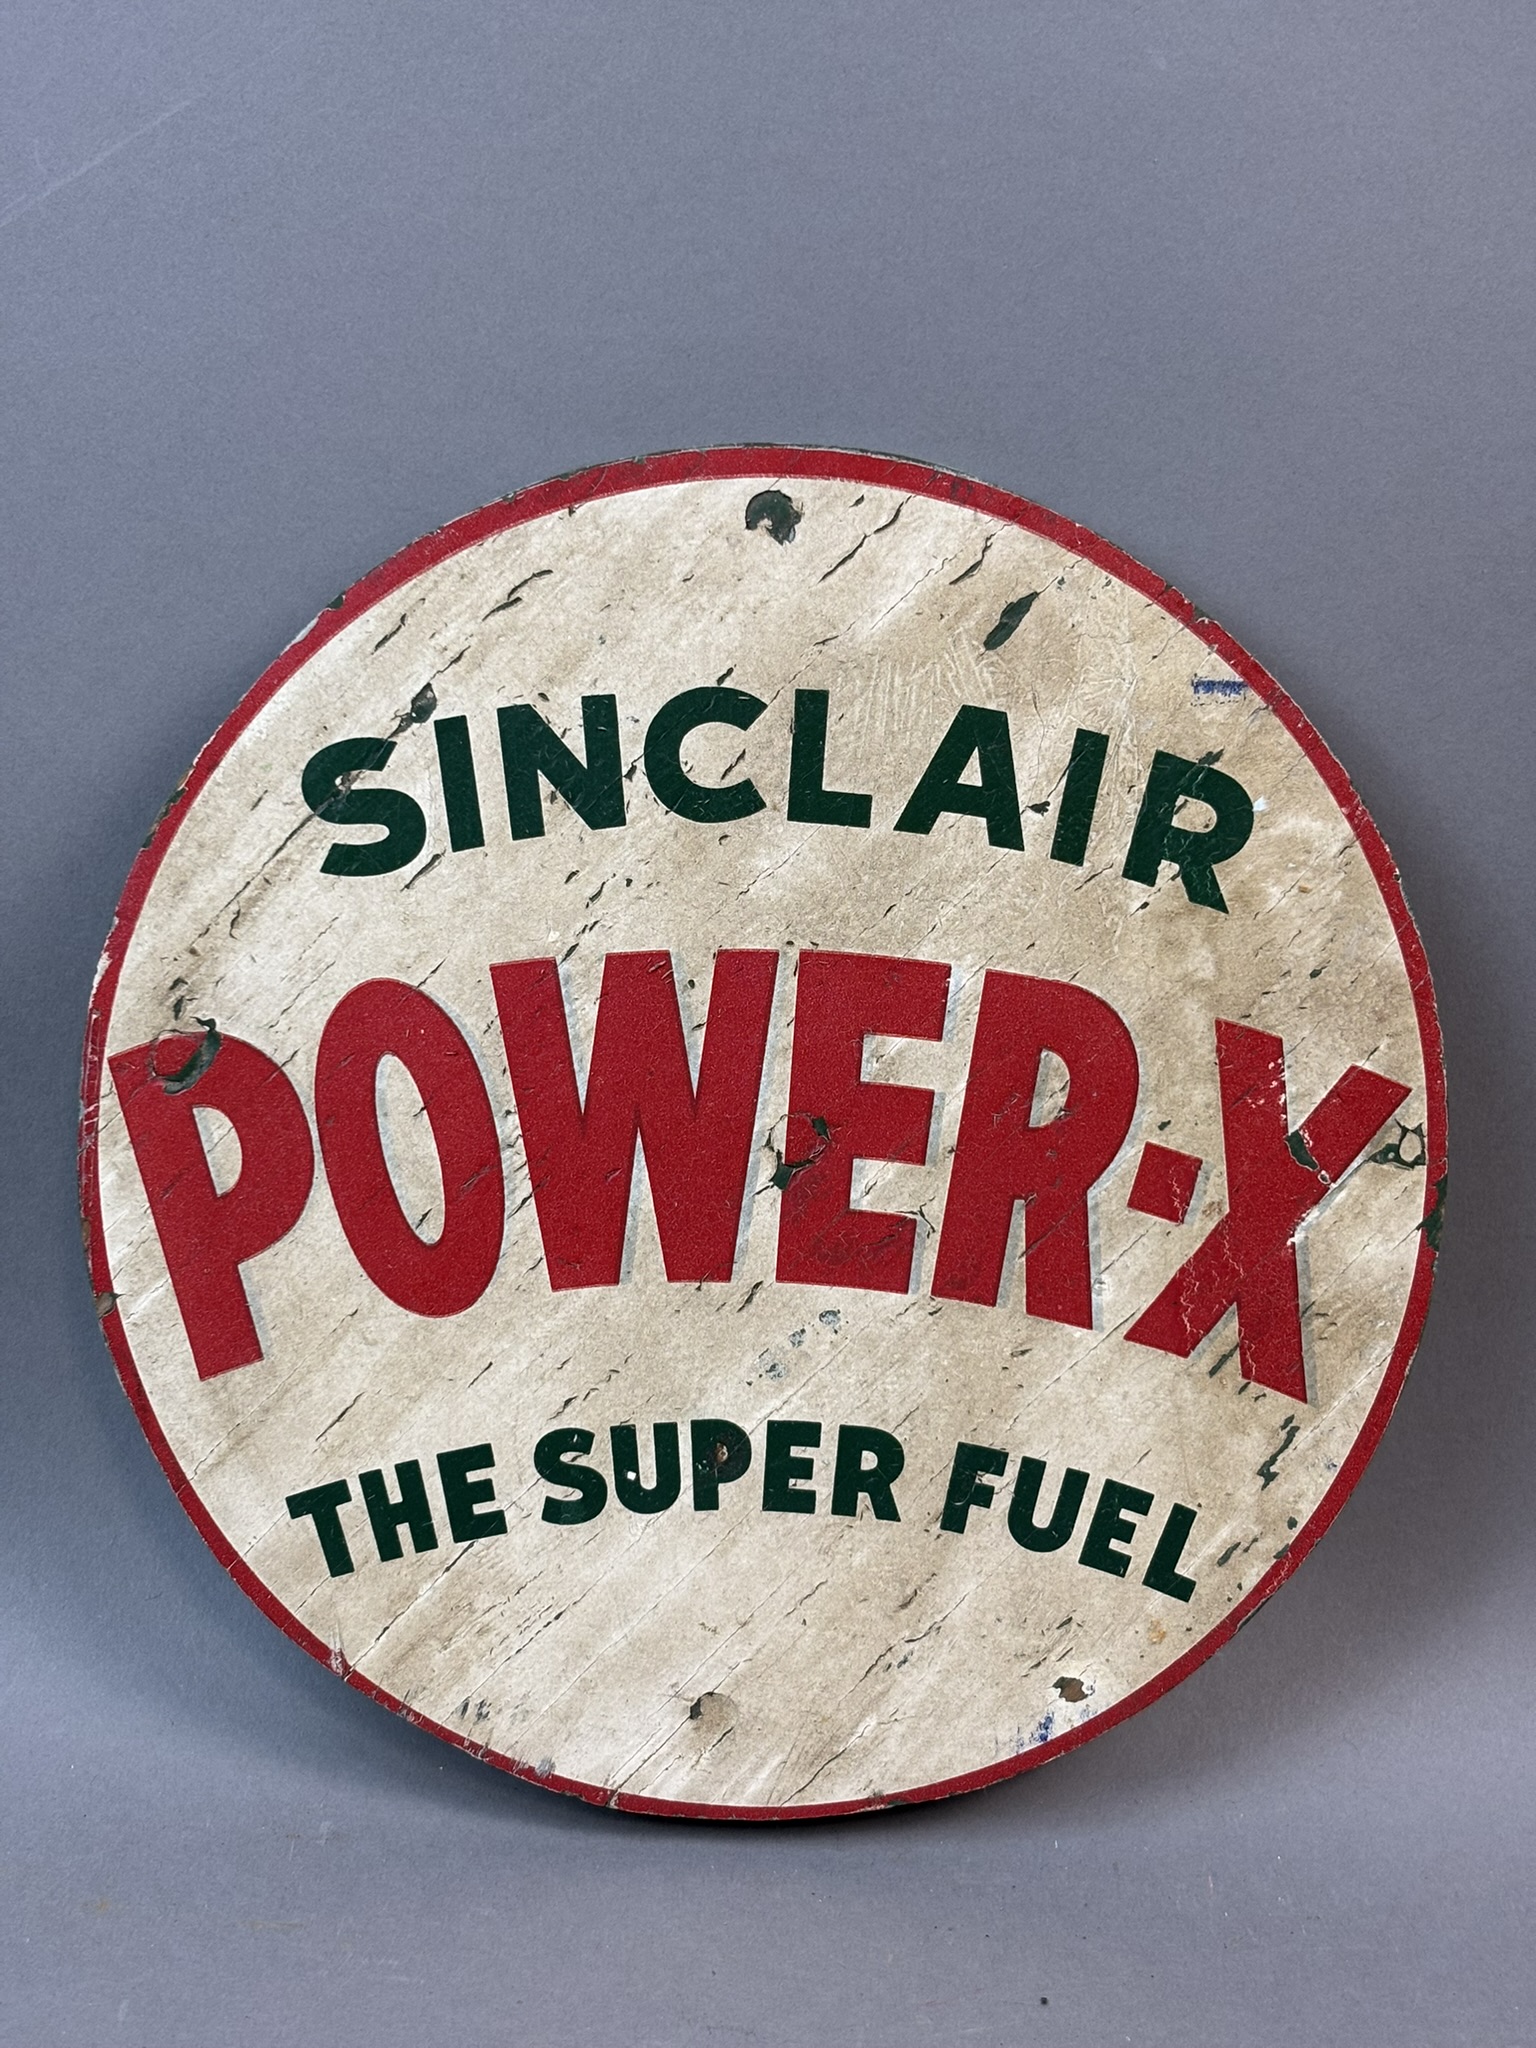 SINCLAIR
POWER-X
THE SUPER FUEL